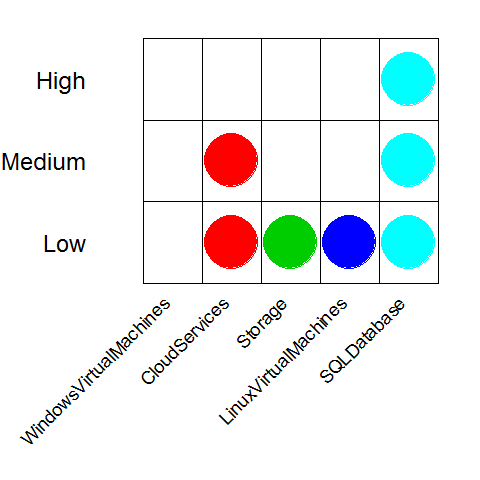 High
Medium
Low
WindowsVirtualMachines
CloudServices
Storage
LinuxVirtualMachines
SQLDatabase